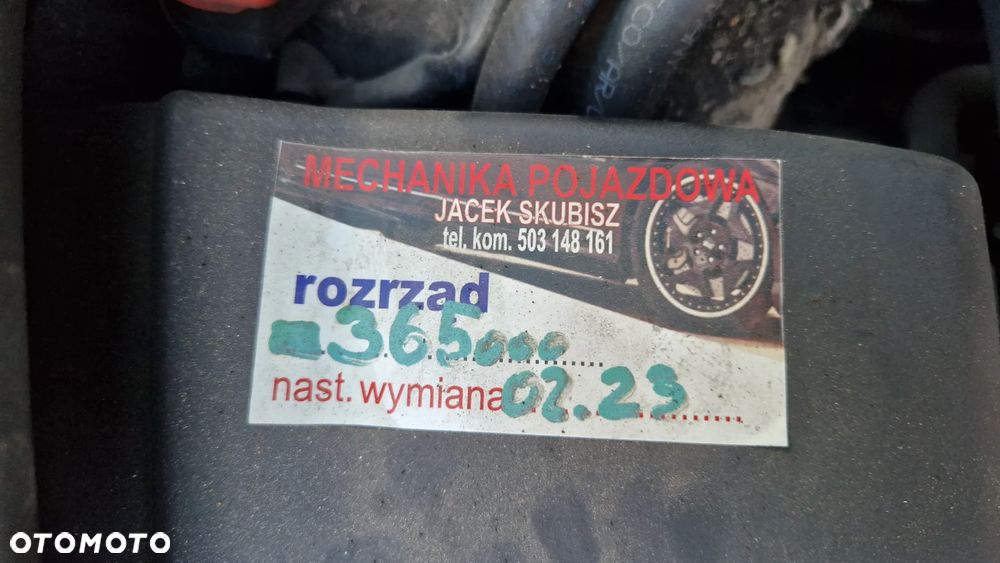 MECHANIKA POJAZDOWA
JACEK SKUBISZ
tel. kom. 503 148 161
rozrzad
365000
nast. wymiana 02.23
OTOMOTO